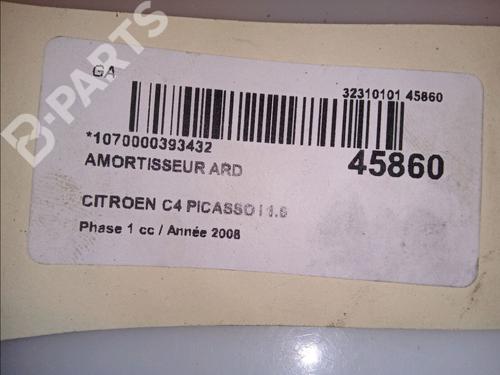 B-PARTS
GA
32310101 45860
*1070000393432
45860
AMORTISSEUR ARD
CITROEN C4 PICASSO I 1.6
Phase 1 cc / Année 2008